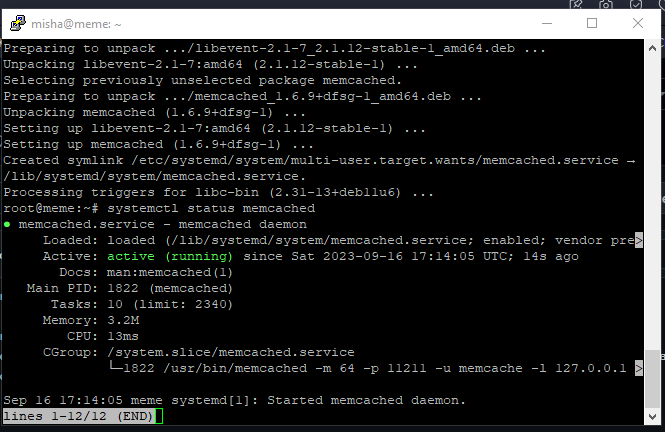 misha@meme: ~
Preparing to unpack .../libevent-2.1-7_2.1.12-stable-1_amd64.deb ...
Unpacking libevent-2.1-7:amd64 (2.1.12-stable-1) ...
Selecting previously unselected package memcached.
Preparing to unpack .../memcached_1.6.9+dfsg-1_amd64.deb ...
Unpacking memcached (1.6.9+dfsg-1) ...
Setting up libevent-2.1-7:amd64 (2.1.12-stable-1) ...
Setting up memcached (1.6.9+dfsg-1) ...
Created symlink /etc/systemd/system/multi-user.target.wants/memcached.service →
/lib/systemd/system/memcached.service.
Processing triggers for libc-bin (2.31-13+deb11u6) ...
root@meme:~# systemctl status memcached
● memcached.service - memcached daemon
Loaded: loaded (/lib/systemd/system/memcached.service; enabled; vendor pre>
Active: active (running) since Sat 2023-09-16 17:14:05 UTC; 14s ago
Docs: man:memcached(1)
Main PID: 1822 (memcached)
Tasks: 10 (limit: 2340)
Memory: 3.2M
CPU: 13ms
CGroup: /system.slice/memcached.service
└─1822 /usr/bin/memcached -m 64 -p 11211 -u memcache -l 127.0.0.1 >
Sep 16 17:14:05 meme systemd[1]: Started memcached daemon.
lines 1-12/12 (END)